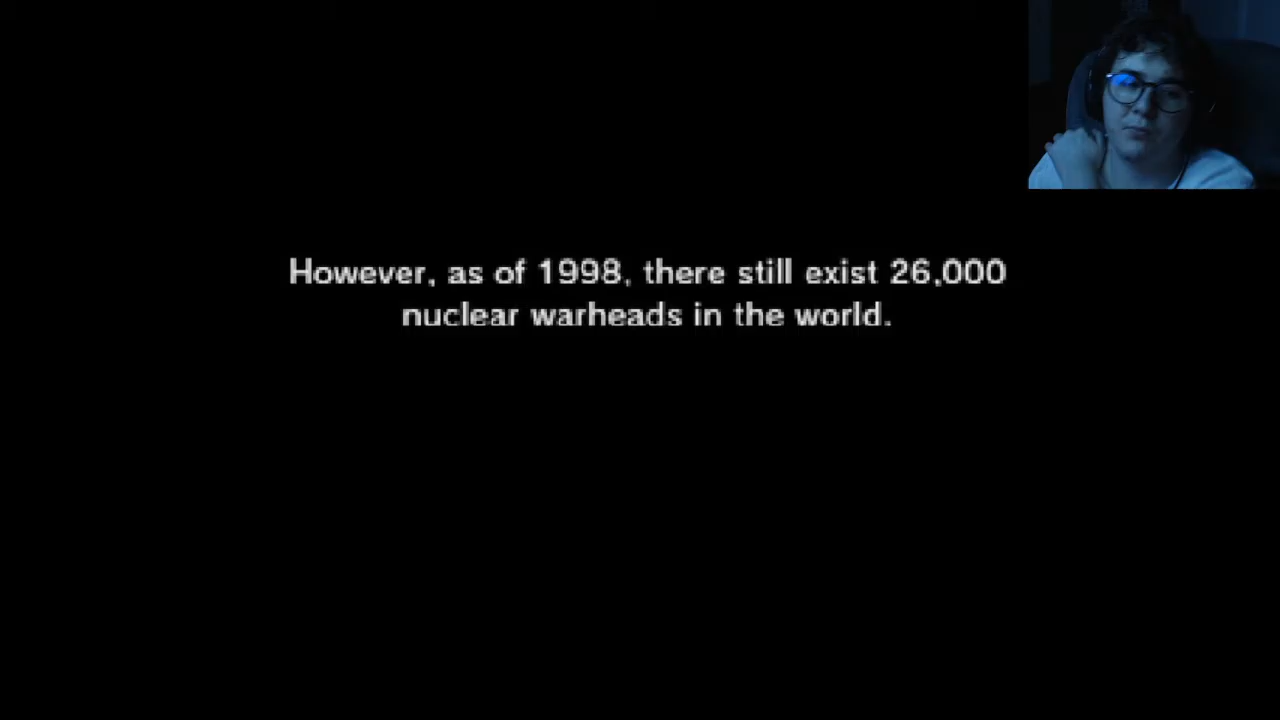 However, as of 1998, there still exist 26,000
nuclear warheads in the world.